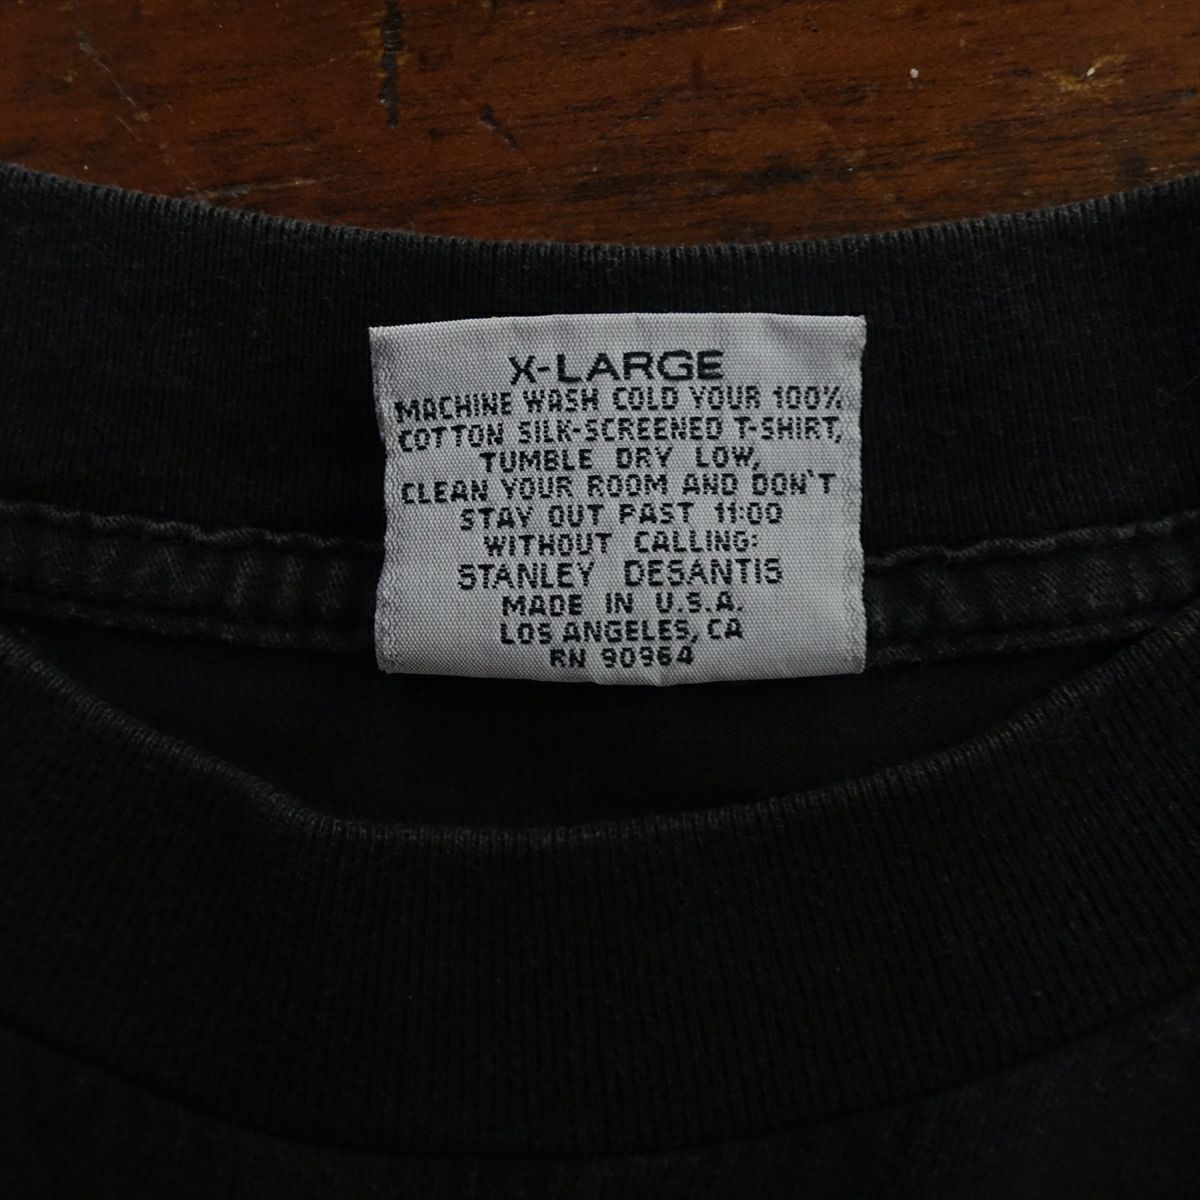 X-LARGE
MACHINE WASH COLD YOUR 100%
COTTON SILK-SCREENED T-SHIRT,
TUMBLE DRY LOW,
CLEAN YOUR ROOM AND DON'T
STAY OUT PAST 11:00
WITHOUT CALLING:
STANLEY DESANTIS
MADE IN U.S.A.
LOS ANGELES, CA
RN 90964